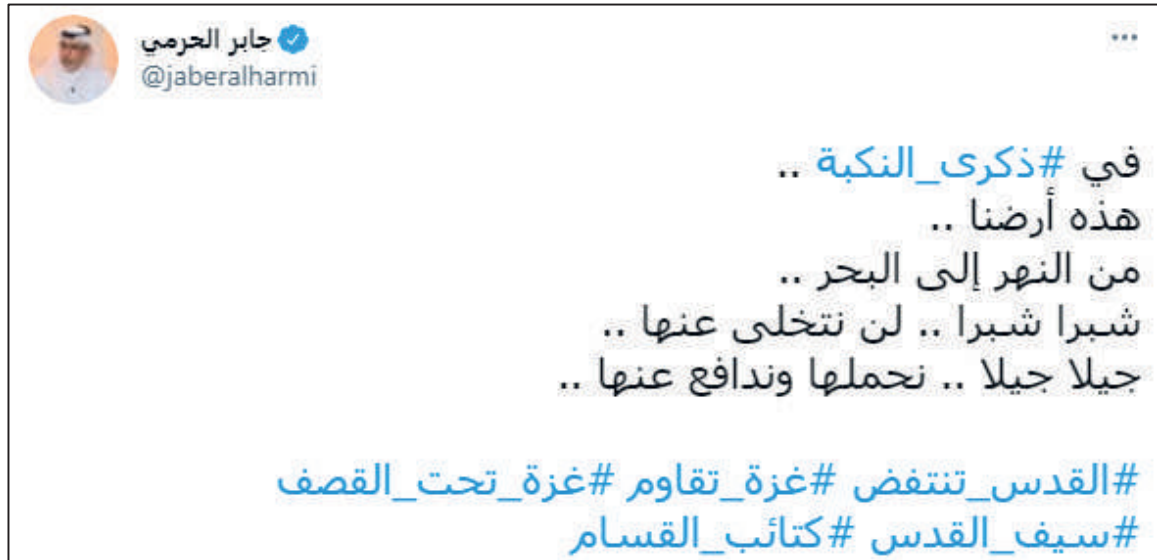 جابر الحرمي
@jaberalharmi
في #ذكرى_النكبة ..
هذه أرضنا ..
من النهر إلى البحر ..
شبرا شبرا .. لن نتخلى عنها ..
جيلا جيلا .. نحملها وندافع عنها ..
#القدس_تنتفض #غزة_تقاوم #غزة_تحت_القصف
#سيف_القدس #كتائب_القسام